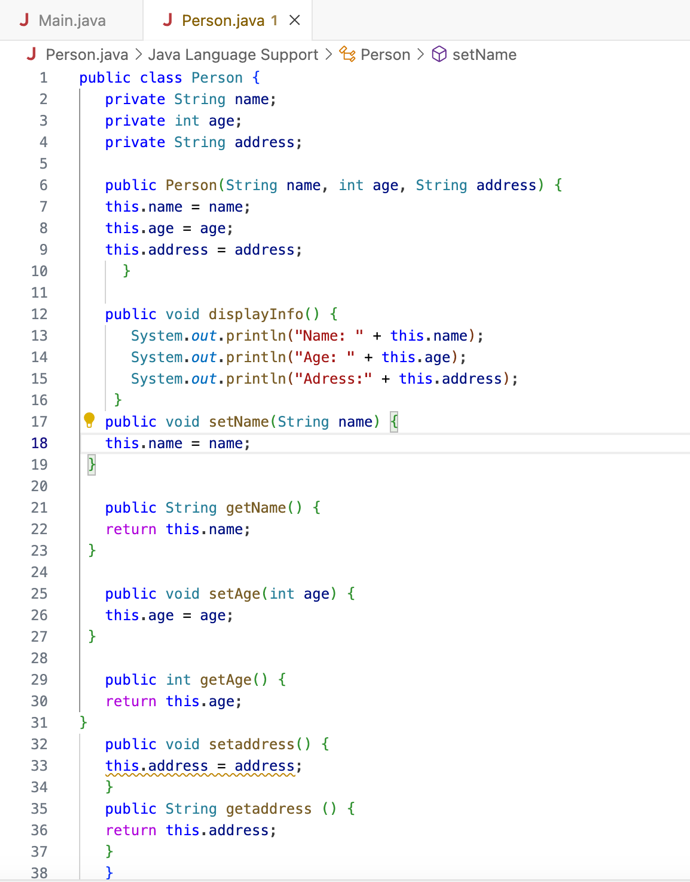 J Main.java J Person.java 1 ×
J Person.java > Java Language Support > Person > setName
1 public class Person {
2 private String name;
3 private int age;
4 private String address;
5
6 public Person(String name, int age, String address) {
7 this.name = name;
8 this.age = age;
9 this.address = address;
10 }
11
12 public void displayInfo() {
13 System.out.println("Name: " + this.name);
14 System.out.println("Age: " + this.age);
15 System.out.println("Adress:" + this.address);
16 }
17 public void setName(String name) {
18 this.name = name;
19 }
20
21 public String getName() {
22 return this.name;
23 }
24
25 public void setAge(int age) {
26 this.age = age;
27 }
28
29 public int getAge() {
30 return this.age;
31 }
32 public void setaddress() {
33 this.address = address;
34 }
35 public String getaddress () {
36 return this.address;
37 }
38 }